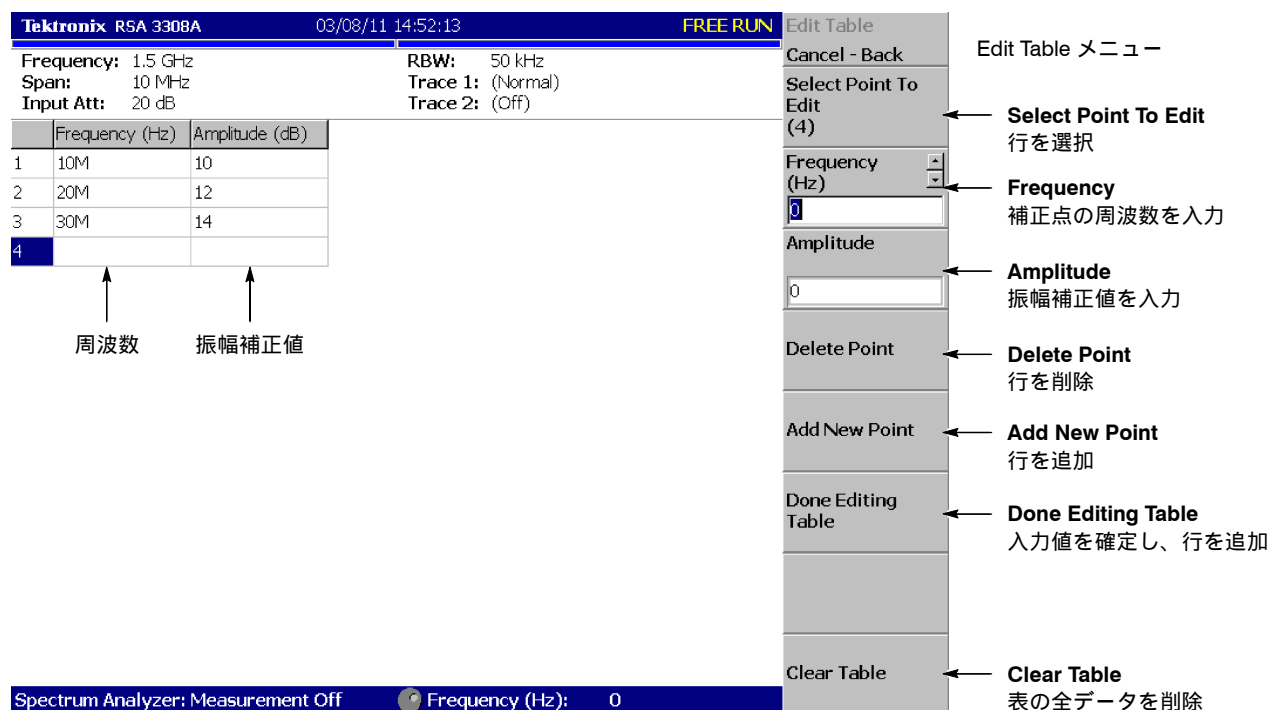 Tektronix RSA 3308A 03/08/11 14:52:13 FREE RUN
Frequency: 1.5 GHz RBW: 50 kHz
Span: 10 MHz Trace 1: (Normal)
Input Att: 20 dB Trace 2: (Off)
Frequency (Hz) Amplitude (dB)
1 10M 10
2 20M 12
3 30M 14
4
周波数 振幅補正値
Edit Table
Cancel - Back
Select Point To
Edit
(4)
Frequency
(Hz)
0
Amplitude
0
Delete Point
Add New Point
Done Editing
Table
Clear Table
Edit Table メニュー
Select Point To Edit
行を選択
Frequency
補正点の周波数を入力
Amplitude
振幅補正値を入力
Delete Point
行を削除
Add New Point
行を追加
Done Editing Table
入力値を確定し、行を追加
Clear Table
表の全データを削除
Spectrum Analyzer: Measurement Off Frequency (Hz): 0